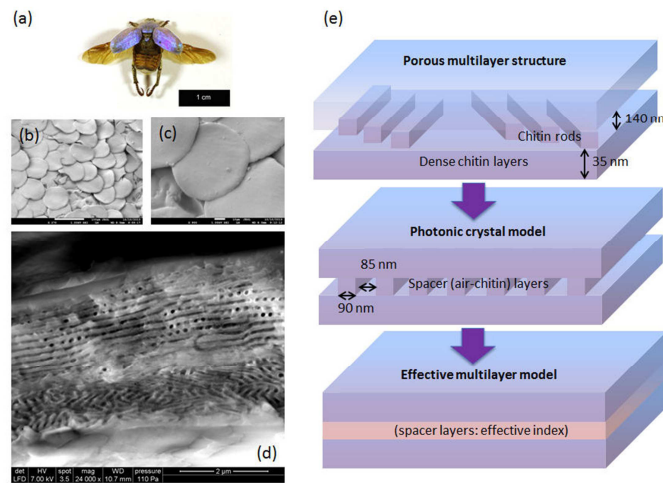 (a)
1 cm
(b)
(c)
(d)
det HV spot mag WD pressure
LFD 7.00 kV 3.5 24 000 x 10.7 mm 110 Pa
2 µm
(e)
Porous multilayer structure
140 nm
Chitin rods
Dense chitin layers
35 nm
Photonic crystal model
85 nm
Spacer (air-chitin) layers
90 nm
Effective multilayer model
(spacer layers: effective index)